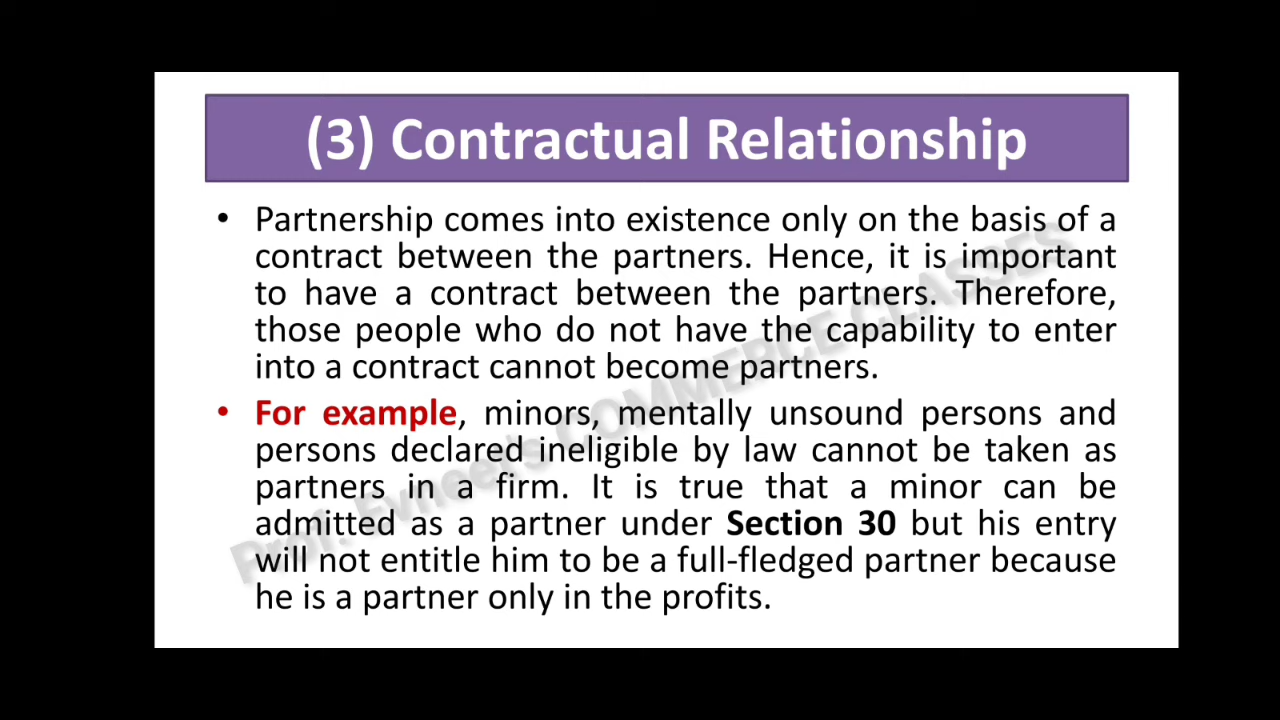 (3) Contractual Relationship
• Partnership comes into existence only on the basis of a
contract between the partners. Hence, it is important
to have a contract between the partners. Therefore,
those people who do not have the capability to enter
into a contract cannot become partners.
• For example, minors, mentally unsound persons and
persons declared ineligible by law cannot be taken as
partners in a firm. It is true that a minor can be
admitted as a partner under Section 30 but his entry
will not entitle him to be a full-fledged partner because
he is a partner only in the profits.
Prof. Evneet's COMMERCE CLASSES